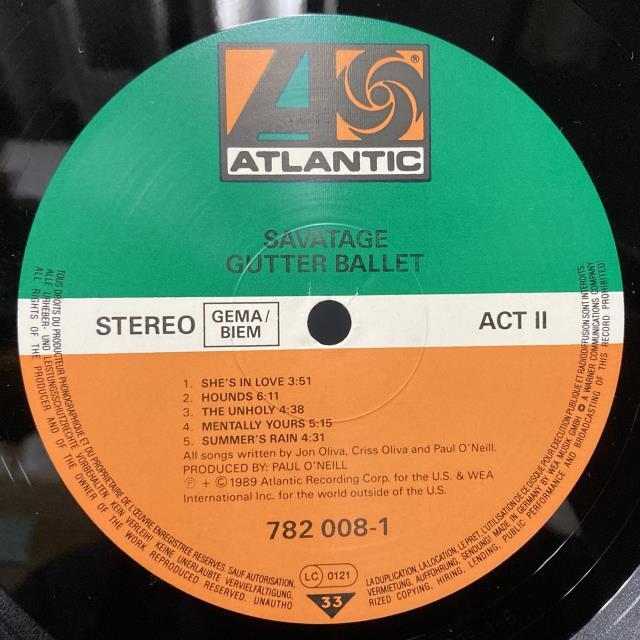 ATLANTIC
®
SAVATAGE
GUTTER BALLET
STEREO
GEMA/
BIEM
ACT II
1. SHE'S IN LOVE 3:51
2. HOUNDS 6:11
3. THE UNHOLY 4:38
4. MENTALLY YOURS 5:15
5. SUMMER'S RAIN 4:31
All songs written by Jon Oliva, Criss Oliva and Paul O'Neill.
PRODUCED BY: PAUL O'NEILL
℗ + © 1989 Atlantic Recording Corp. for the U.S. & WEA
International Inc. for the world outside of the U.S.
782 008-1
LC 0121
33
TOUS DROITS DU PRODUCTEUR PHONOGRAPHIQUE ET DU PROPRIETAIRE DE L'ŒUVRE ENREGISTREE RESERVES. SAUF AUTORISATION,
ALLE URHEBER- UND LEISTUNGSSCHUTZRECHTE VORBEHALTEN. KEIN VERLEIH! KEINE UNERLAUBTE VERVIELFÄLTIGUNG,
ALL RIGHTS OF THE PRODUCER AND OF THE OWNER OF THE WORK REPRODUCED RESERVED. UNAUTHO
LA DUPLICATION, LA LOCATION, LE PRET, L'UTILISATION DE CE DISQUE POUR EXECUTION PUBLIQUE ET RADIODIFFUSION SONT INTERDITS
VERMIETUNG, AUFFÜHRUNG, SENDUNG! MADE IN GERMANY BY WEA MUSIK GMBH A WARNER COMMUNICATIONS COMPANY
RIZED COPYING, HIRING, LENDING, PUBLIC PERFORMANCE AND BROADCASTING OF THIS RECORD PROHIBITED!